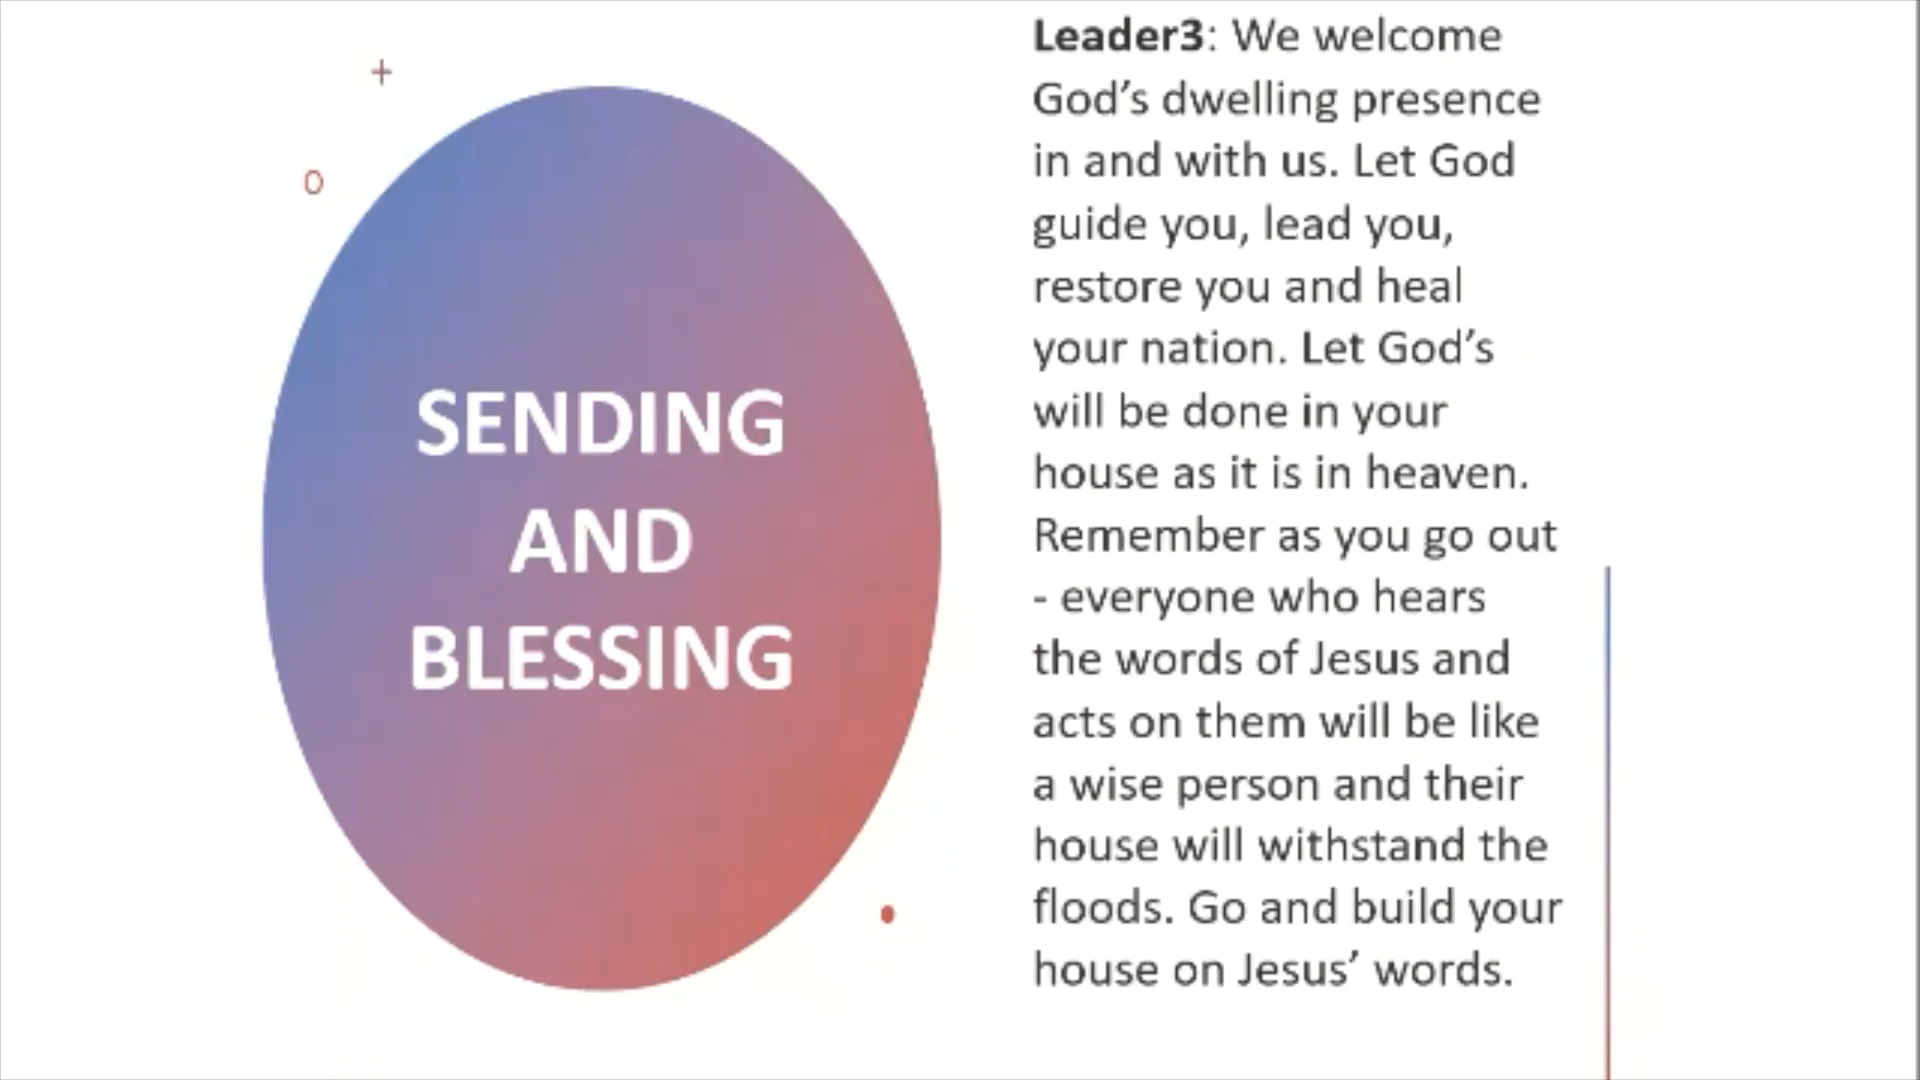 SENDING
AND
BLESSING
Leader3: We welcome
God’s dwelling presence
in and with us. Let God
guide you, lead you,
restore you and heal
your nation. Let God’s
will be done in your
house as it is in heaven.
Remember as you go out
- everyone who hears
the words of Jesus and
acts on them will be like
a wise person and their
house will withstand the
floods. Go and build your
house on Jesus’ words.